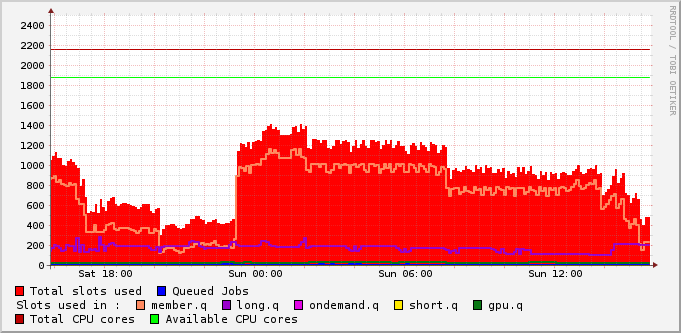 RRDTOOL / TOBI OETIKER
2400
2200
2000
1800
1600
1400
1200
1000
800
600
400
200
0
Sat 18:00 Sun 00:00 Sun 06:00 Sun 12:00
Total slots used Queued Jobs
Slots used in : member.q long.q ondemand.q short.q gpu.q
Total CPU cores Available CPU cores